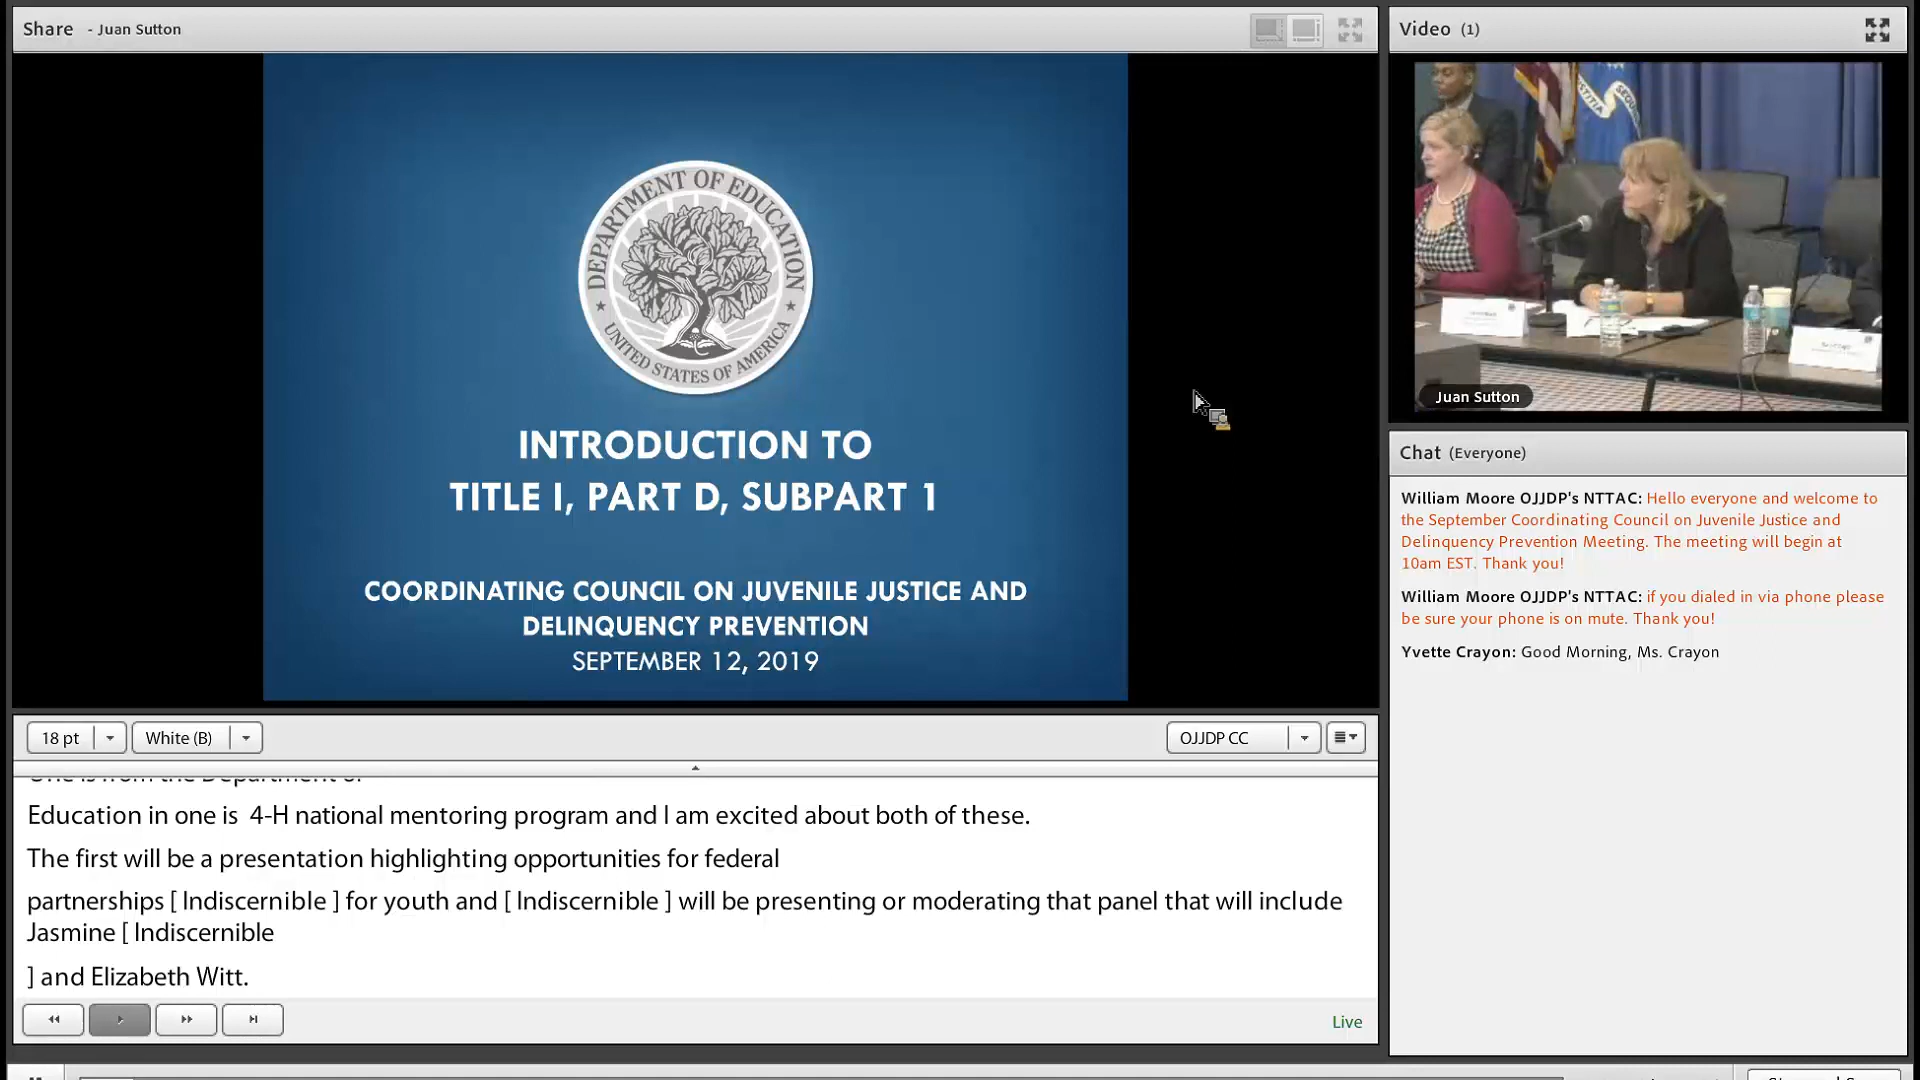 Share - Juan Sutton
DEPARTMENT OF EDUCATION
UNITED STATES OF AMERICA
INTRODUCTION TO
TITLE I, PART D, SUBPART 1
COORDINATING COUNCIL ON JUVENILE JUSTICE AND
DELINQUENCY PREVENTION
SEPTEMBER 12, 2019
18 pt
White (B)
OJJDP CC
One is from the Department of
Education in one is 4-H national mentoring program and I am excited about both of these.
The first will be a presentation highlighting opportunities for federal
partnerships [ Indiscernible ] for youth and [ Indiscernible ] will be presenting or moderating that panel that will include
Jasmine [ Indiscernible
] and Elizabeth Witt.
Live
Video (1)
Juan Sutton
Chat (Everyone)
William Moore OJJDP's NTTAC: Hello everyone and welcome to
the September Coordinating Council on Juvenile Justice and
Delinquency Prevention Meeting. The meeting will begin at
10am EST. Thank you!
William Moore OJJDP's NTTAC: if you dialed in via phone please
be sure your phone is on mute. Thank you!
Yvette Crayon: Good Morning, Ms. Crayon